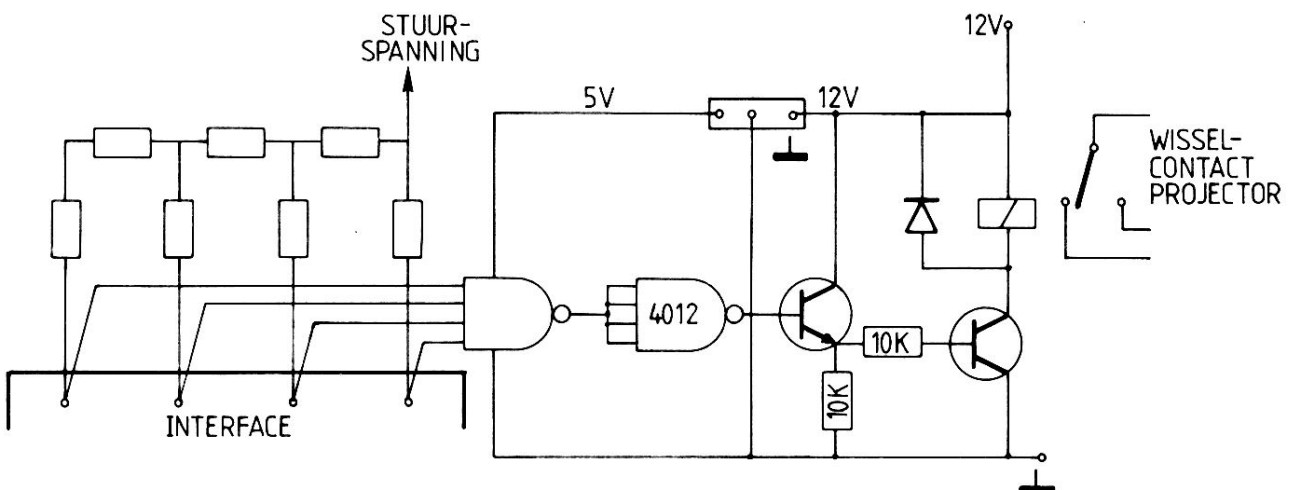 STUUR-
SPANNING
12V
5V
12V
WISSEL-
CONTACT
PROJECTOR
4012
10K
10K
INTERFACE